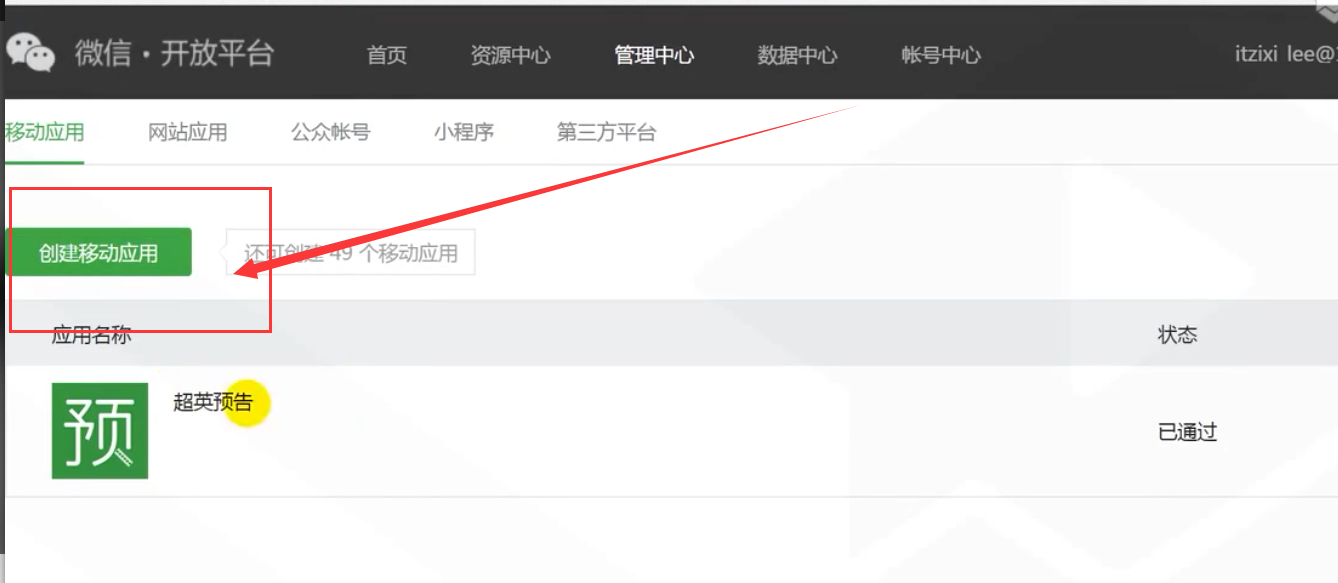 微信·开放平台 首页 资源中心 管理中心 数据中心 帐号中心 itzixi lee@
移动应用 网站应用 公众帐号 小程序 第三方平台
创建移动应用 还可创建 49 个移动应用
应用名称 状态
预 超英预告
已通过